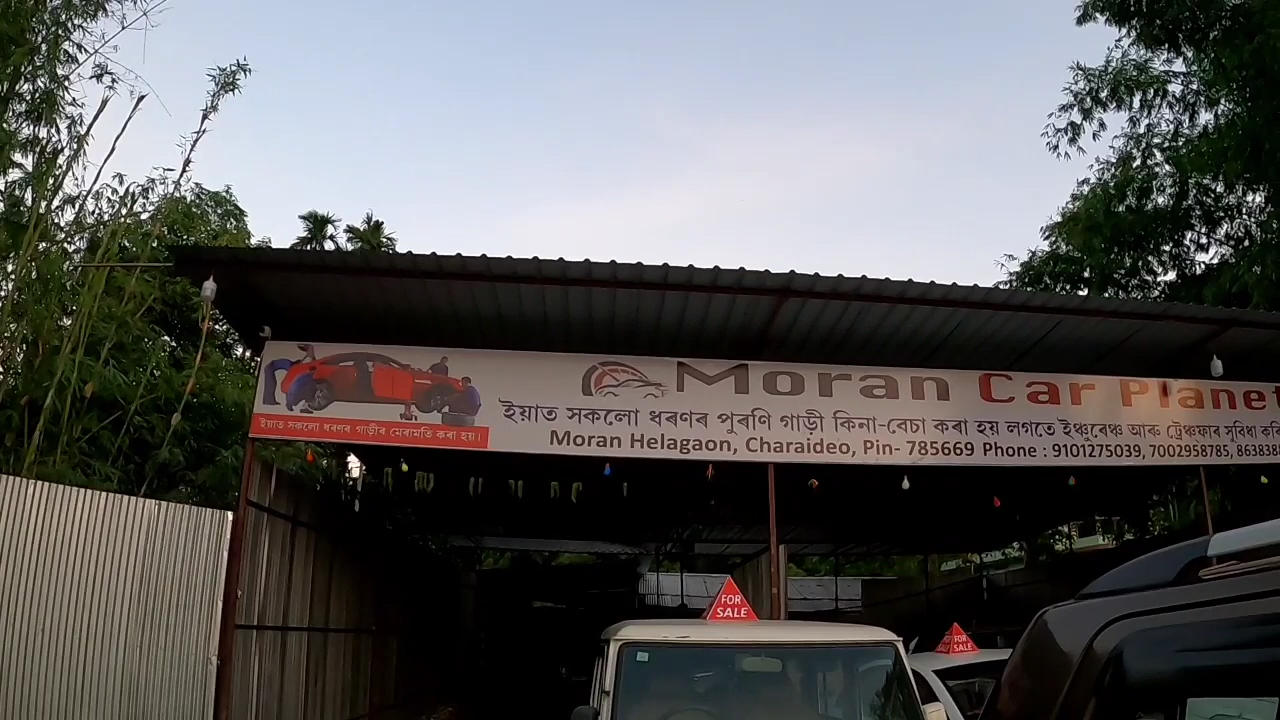 Moran Car Planet
ইয়াত সকলো ধৰণৰ পুৰণি গাড়ী কিনা-বেচা কৰা হয় লগতে ইঞ্চুৰেঞ্চ আৰু ট্ৰেঞ্চফাৰ সুবিধা
Moran Helagaon, Charaideo, Pin- 785669 Phone : 9101275039, 7002958785,
ইয়াত সকলো ধৰণৰ গাড়ীৰ মেৰামতি কৰা হয়।
FOR
SALE
FOR
SALE